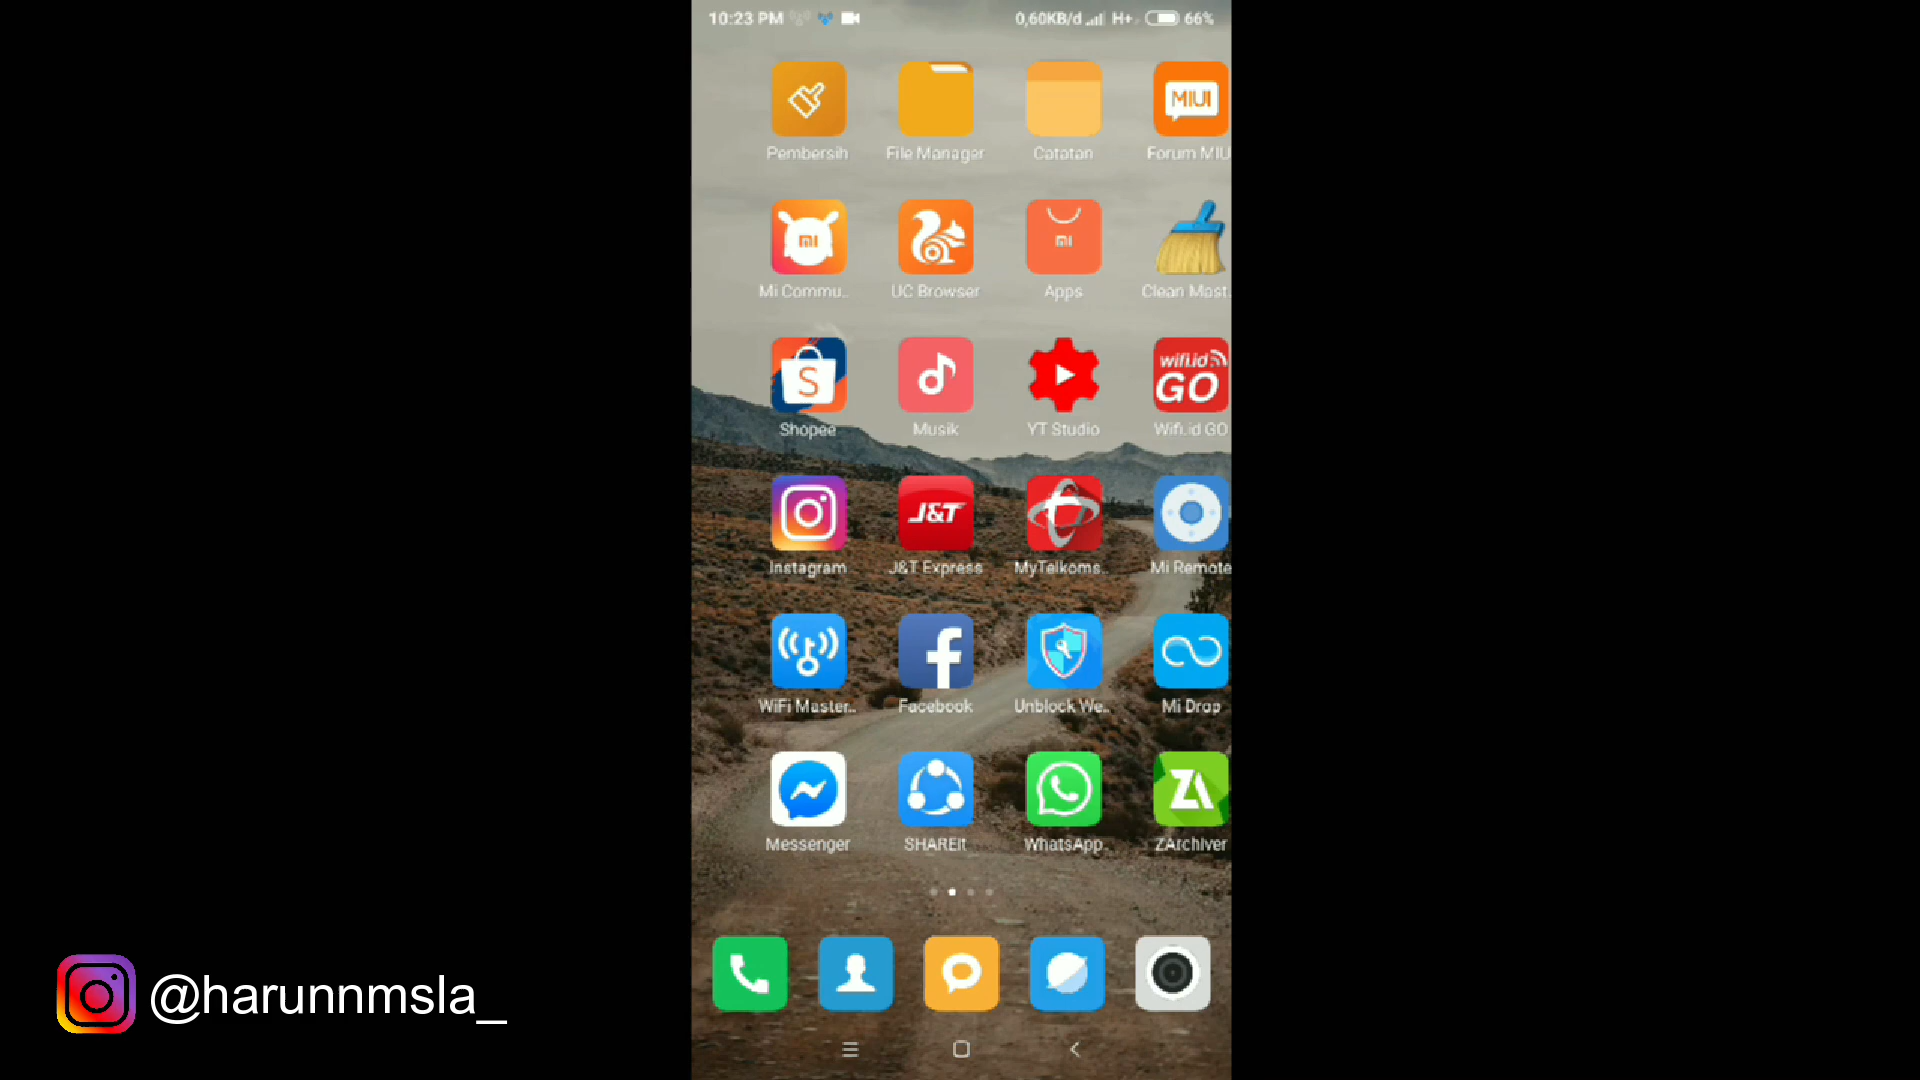 10:23 PM 0,60KB/d H+ 66%
Pembersih File Manager Catatan Forum MIU
MIUI
Mi Commu.. UC Browser Apps Clean Mast.
Shopee Musik YT Studio Wifi.id GO
wifi.id GO
Instagram J&T Express MyTelkoms.. Mi Remote
J&T
WiFi Master.. Facebook Unblock We.. Mi Drop
Messenger SHAREit WhatsApp ZArchiver
ZA
@harunnmsla_